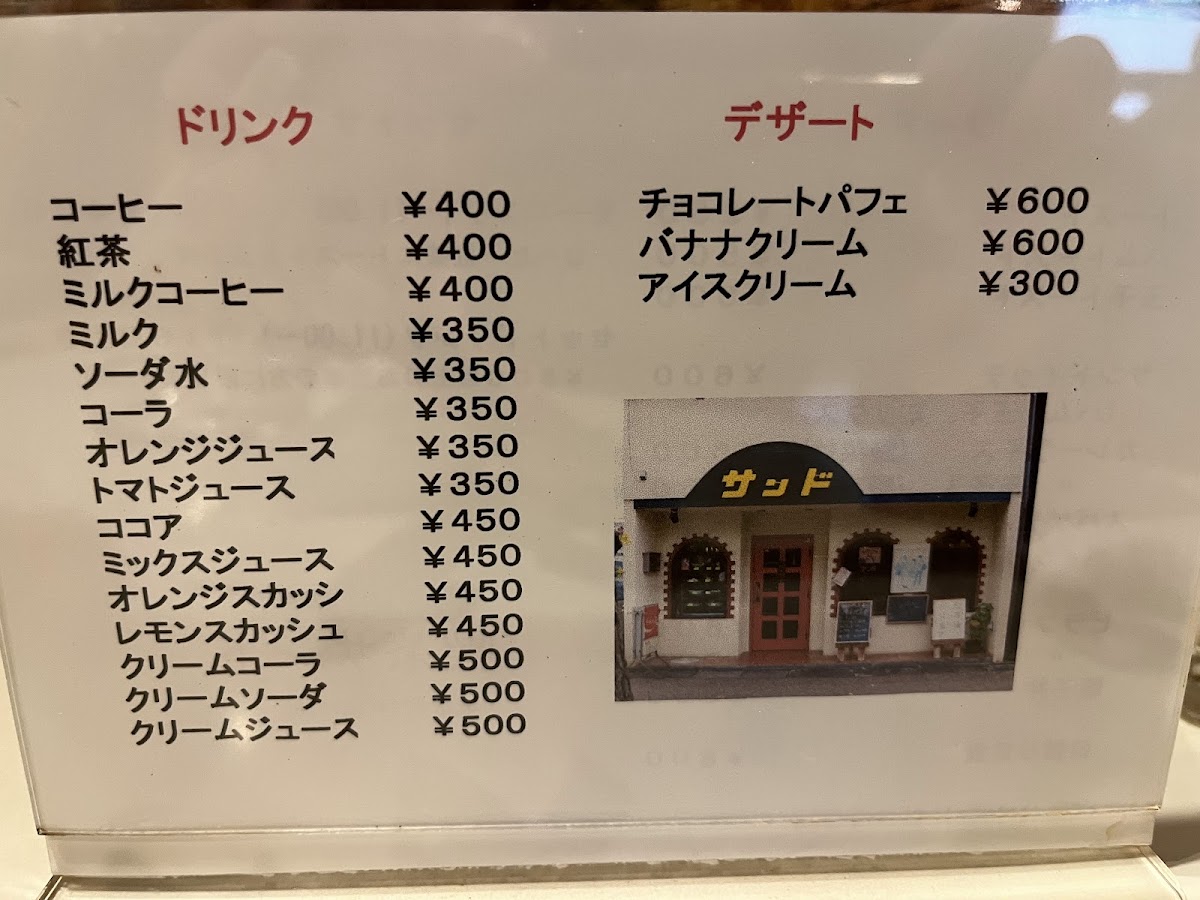 ドリンク
コーヒー ￥400
紅茶 ￥400
ミルクコーヒー ￥400
ミルク ￥350
ソーダ水 ￥350
コーラ ￥350
オレンジジュース ￥350
トマトジュース ￥350
ココア ￥450
ミックスジュース ￥450
オレンジスカッシ ￥450
レモンスカッシュ ￥450
クリームコーラ ￥500
クリームソーダ ￥500
クリームジュース ￥500
デザート
チョコレートパフェ ￥600
バナナクリーム ￥600
アイスクリーム ￥300
サンド